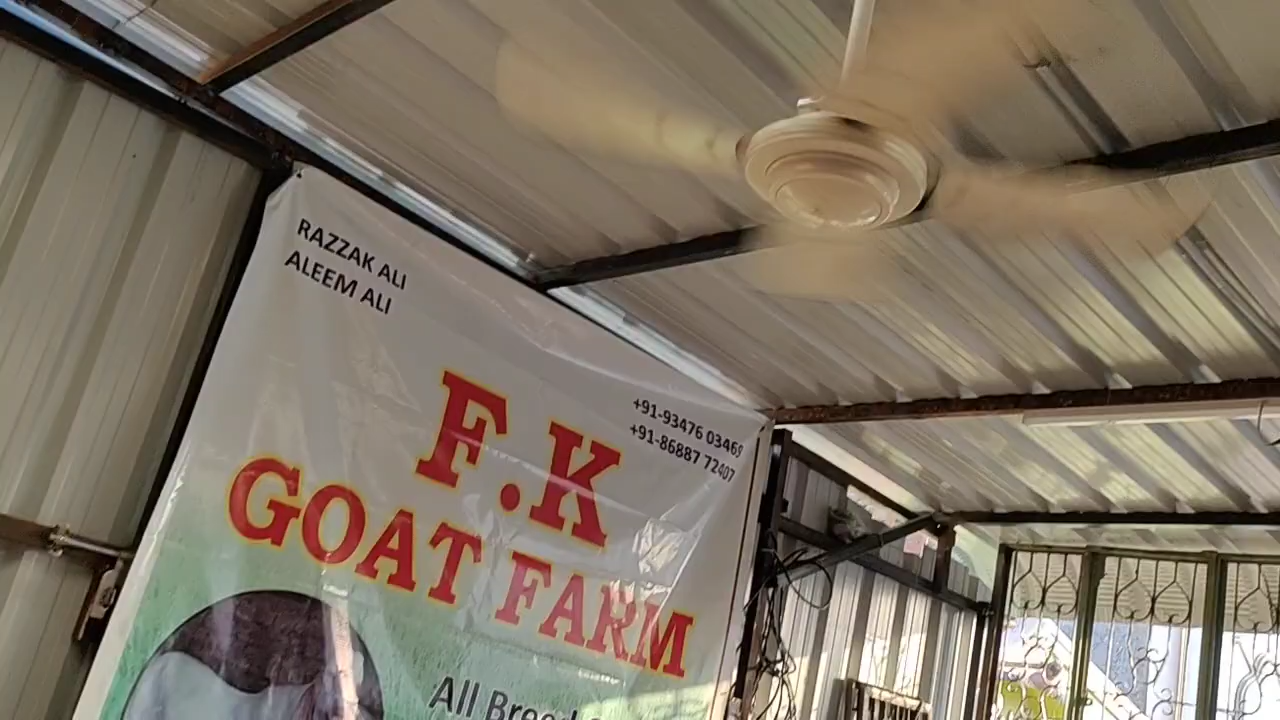 RAZZAK ALI
ALEEM ALI
+91-93476 03469
+91-86887 72407
F.K
GOAT FARM
All Breed